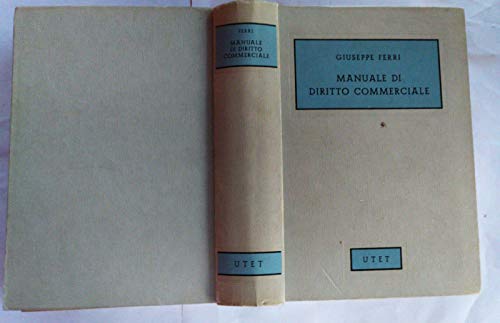 FERRI
MANUALE
DI DIRITTO
COMMERCIALE
UTET
GIUSEPPE FERRI
MANUALE DI
DIRITTO COMMERCIALE
UTET